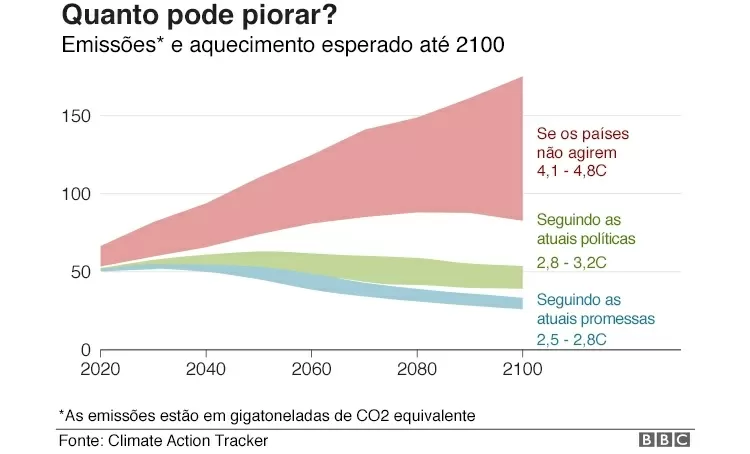 Quanto pode piorar?
Emissões* e aquecimento esperado até 2100
150
100
50
0
2020
2040
2060
2080
2100
Se os países
não agirem
4,1 - 4,8C
Seguindo as
atuais políticas
2,8 - 3,2C
Seguindo as
atuais promessas
2,5 - 2,8C
*As emissões estão em gigatoneladas de CO2 equivalente
Fonte: Climate Action Tracker
BBC